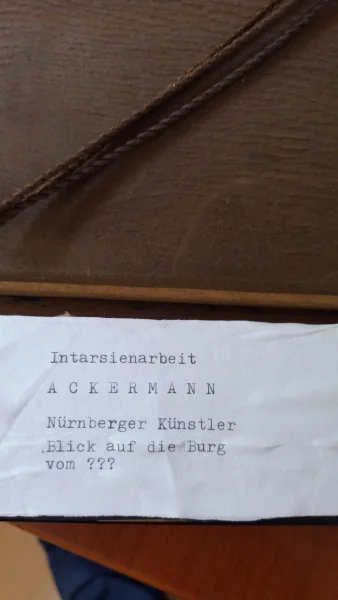 Intarsienarbeit
A C K E R M A N N
Nürnberger Künstler
Blick auf die Burg
vom ???